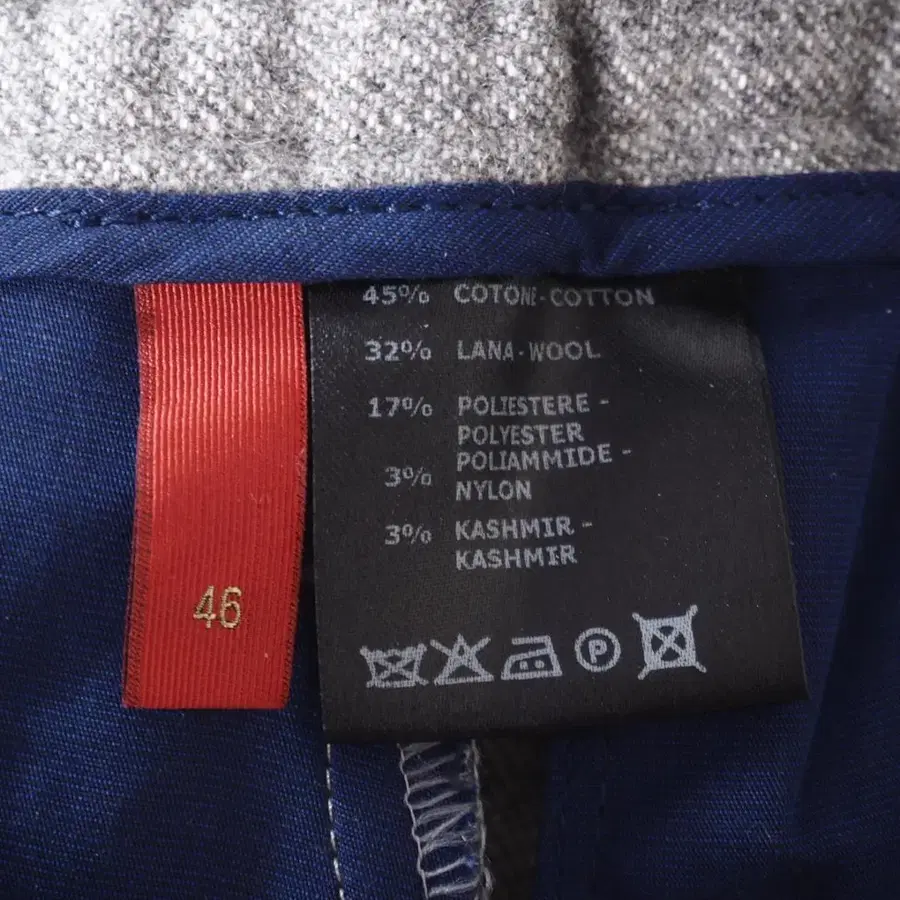 45% COTONE-COTTON
32% LANA-WOOL
17% POLIESTERE -
POLYESTER
3% POLIAMMIDE -
NYLON
3% KASHMIR -
KASHMIR
46
P